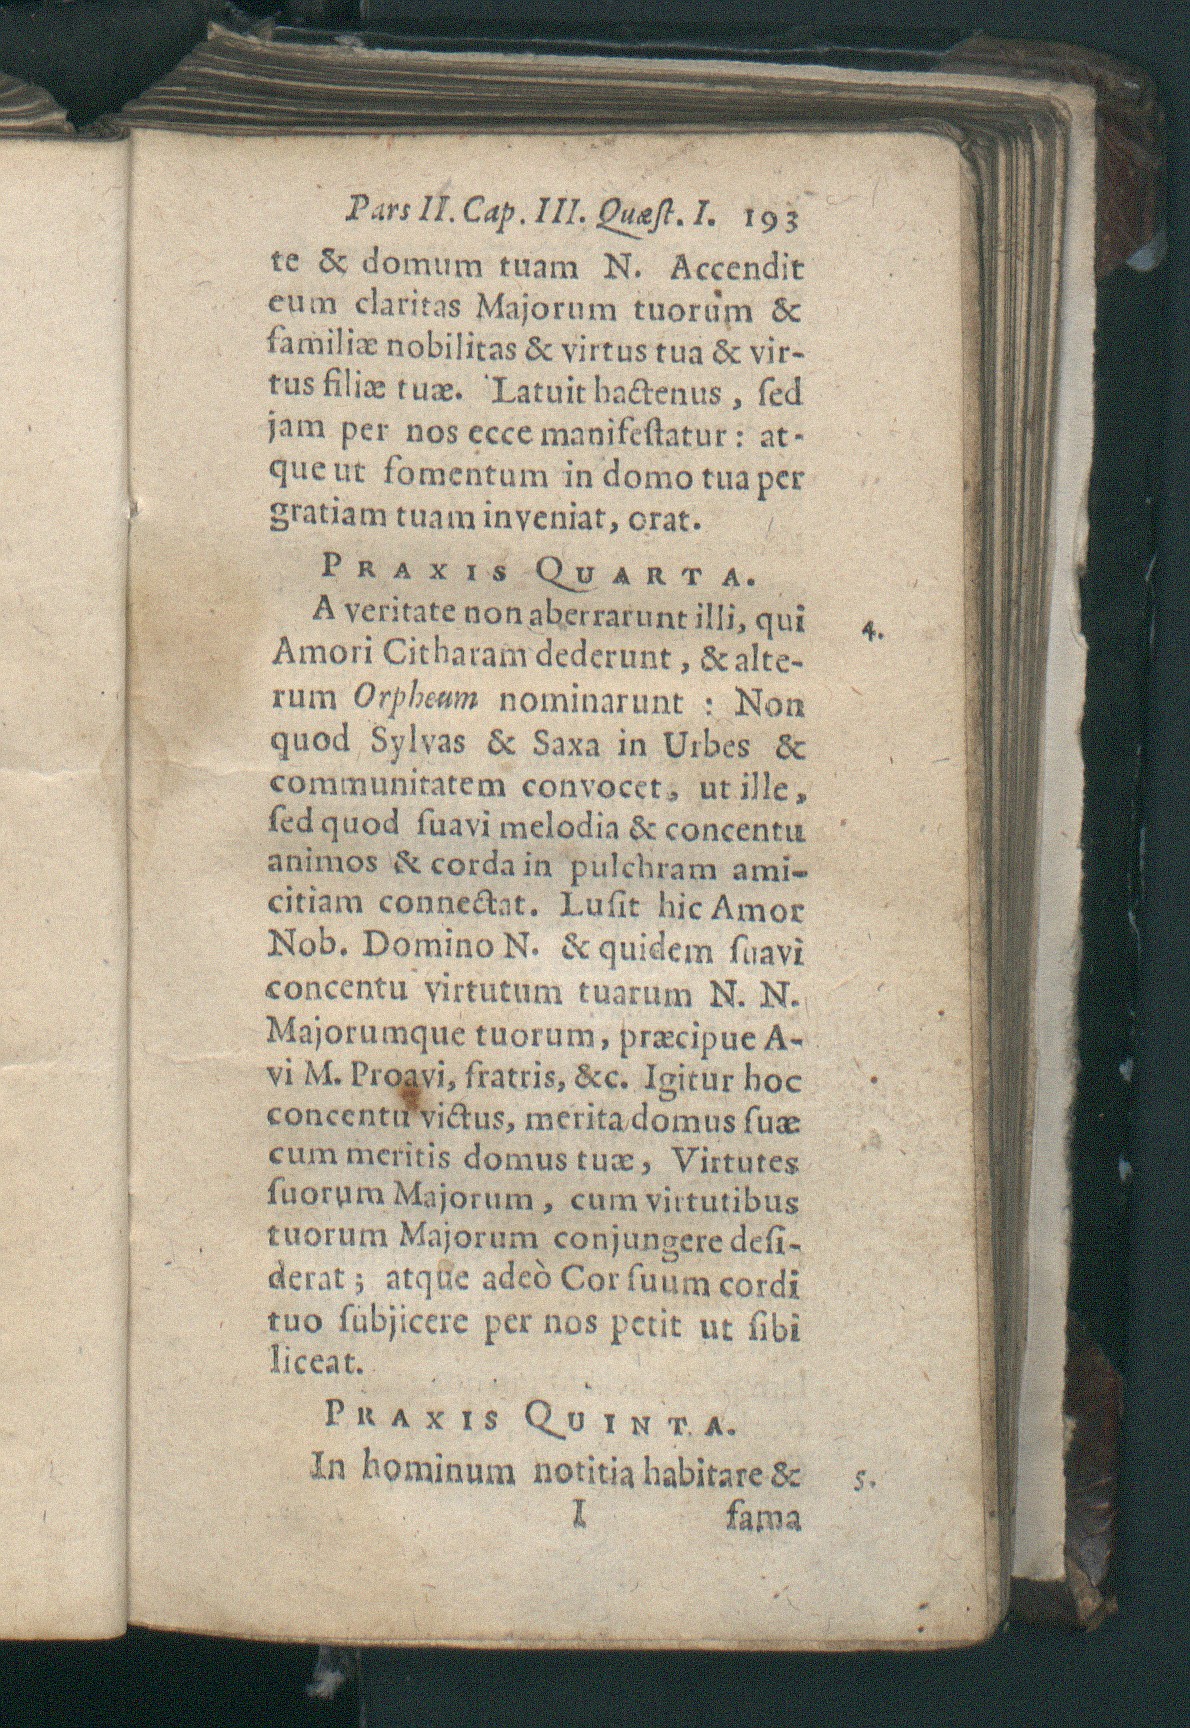 Pars II. Cap. III. Quæſt. I. 193
te & domum tuam N. Accendit
eum claritas Majorum tuorum &
familiæ nobilitas & virtus tua & vir-
tus filiæ tuæ. Latuit hactenus, ſed
jam per nos ecce manifeſtatur: at-
que ut fomentum in domo tua per
gratiam tuam inveniat, orat.
PRAXIS QUARTA.
A veritate non aberrarunt illi, qui 4.
Amori Citharam dederunt, & alte-
rum Orpheum nominarunt : Non
quod Sylvas & Saxa in Urbes &
communitatem convocet, ut ille,
ſed quod ſuavi melodia & concentu
animos & corda in pulchram ami-
citiam connectat. Luſit hic Amor
Nob. Domino N. & quidem ſuavi
concentu virtutum tuarum N. N.
Majorumque tuorum, præcipue A-
vi M. Proavi, fratris, &c. Igitur hoc
concentu victus, merita domus ſuæ
cum meritis domus tuæ, Virtutes
ſuorum Majorum, cum virtutibus
tuorum Majorum conjungere deſi-
derat; atque adeò Cor ſuum cordi
tuo ſubjicere per nos petit ut ſibi
liceat.
PRAXIS QUINTA.
In hominum notitia habitare & 5.
I fama